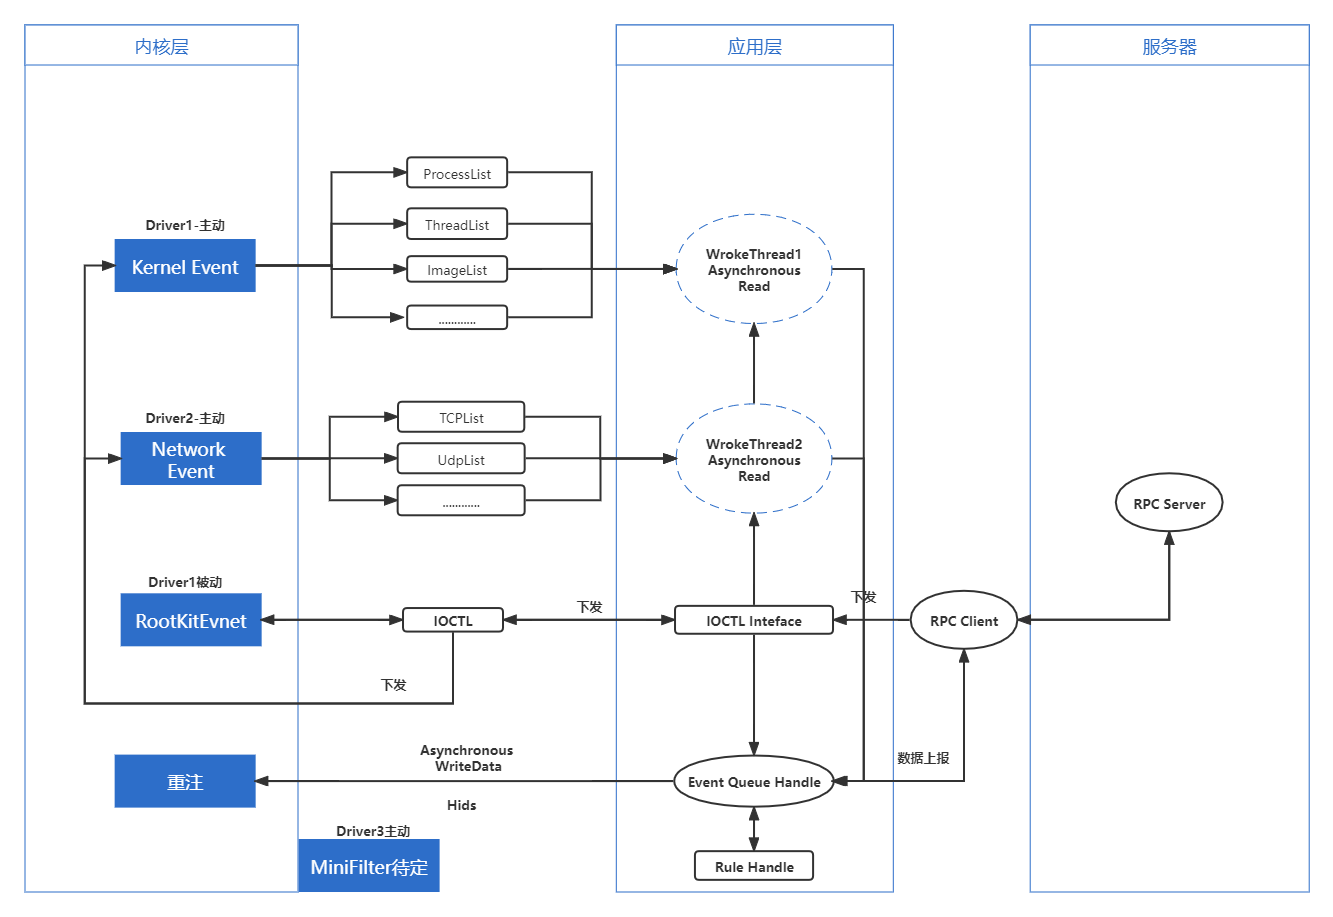 内核层
应用层
服务器
ProcessList
Driver1-主动
ThreadList
Kernel Event
ImageList
............
WrokeThread1
Asynchronous
Read
Driver2-主动
TCPList
Network
Event
UdpList
............
WrokeThread2
Asynchronous
Read
RPC Server
Driver1被动
RootKitEvnet
IOCTL
下发
IOCTL Inteface
下发
RPC Client
下发
Asynchronous
WriteData
数据上报
重注
Event Queue Handle
Hids
Driver3主动
MiniFilter待定
Rule Handle